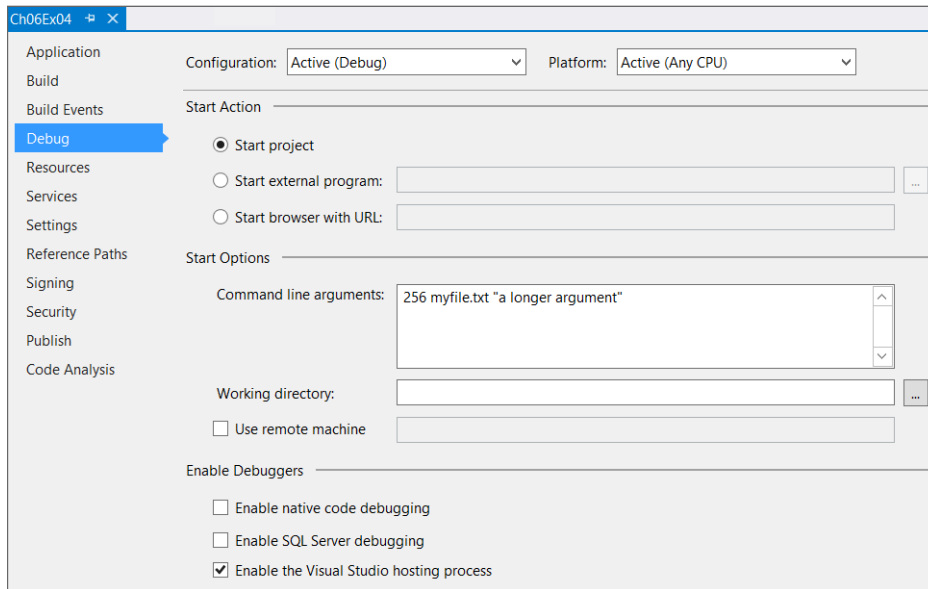 Ch06Ex04
Application
Build
Build Events
Debug
Resources
Services
Settings
Reference Paths
Signing
Security
Publish
Code Analysis
Configuration: Active (Debug) Platform: Active (Any CPU)
Start Action
Start project
Start external program: ...
Start browser with URL:
Start Options
Command line arguments: 256 myfile.txt "a longer argument"
Working directory: ...
Use remote machine
Enable Debuggers
Enable native code debugging
Enable SQL Server debugging
Enable the Visual Studio hosting process